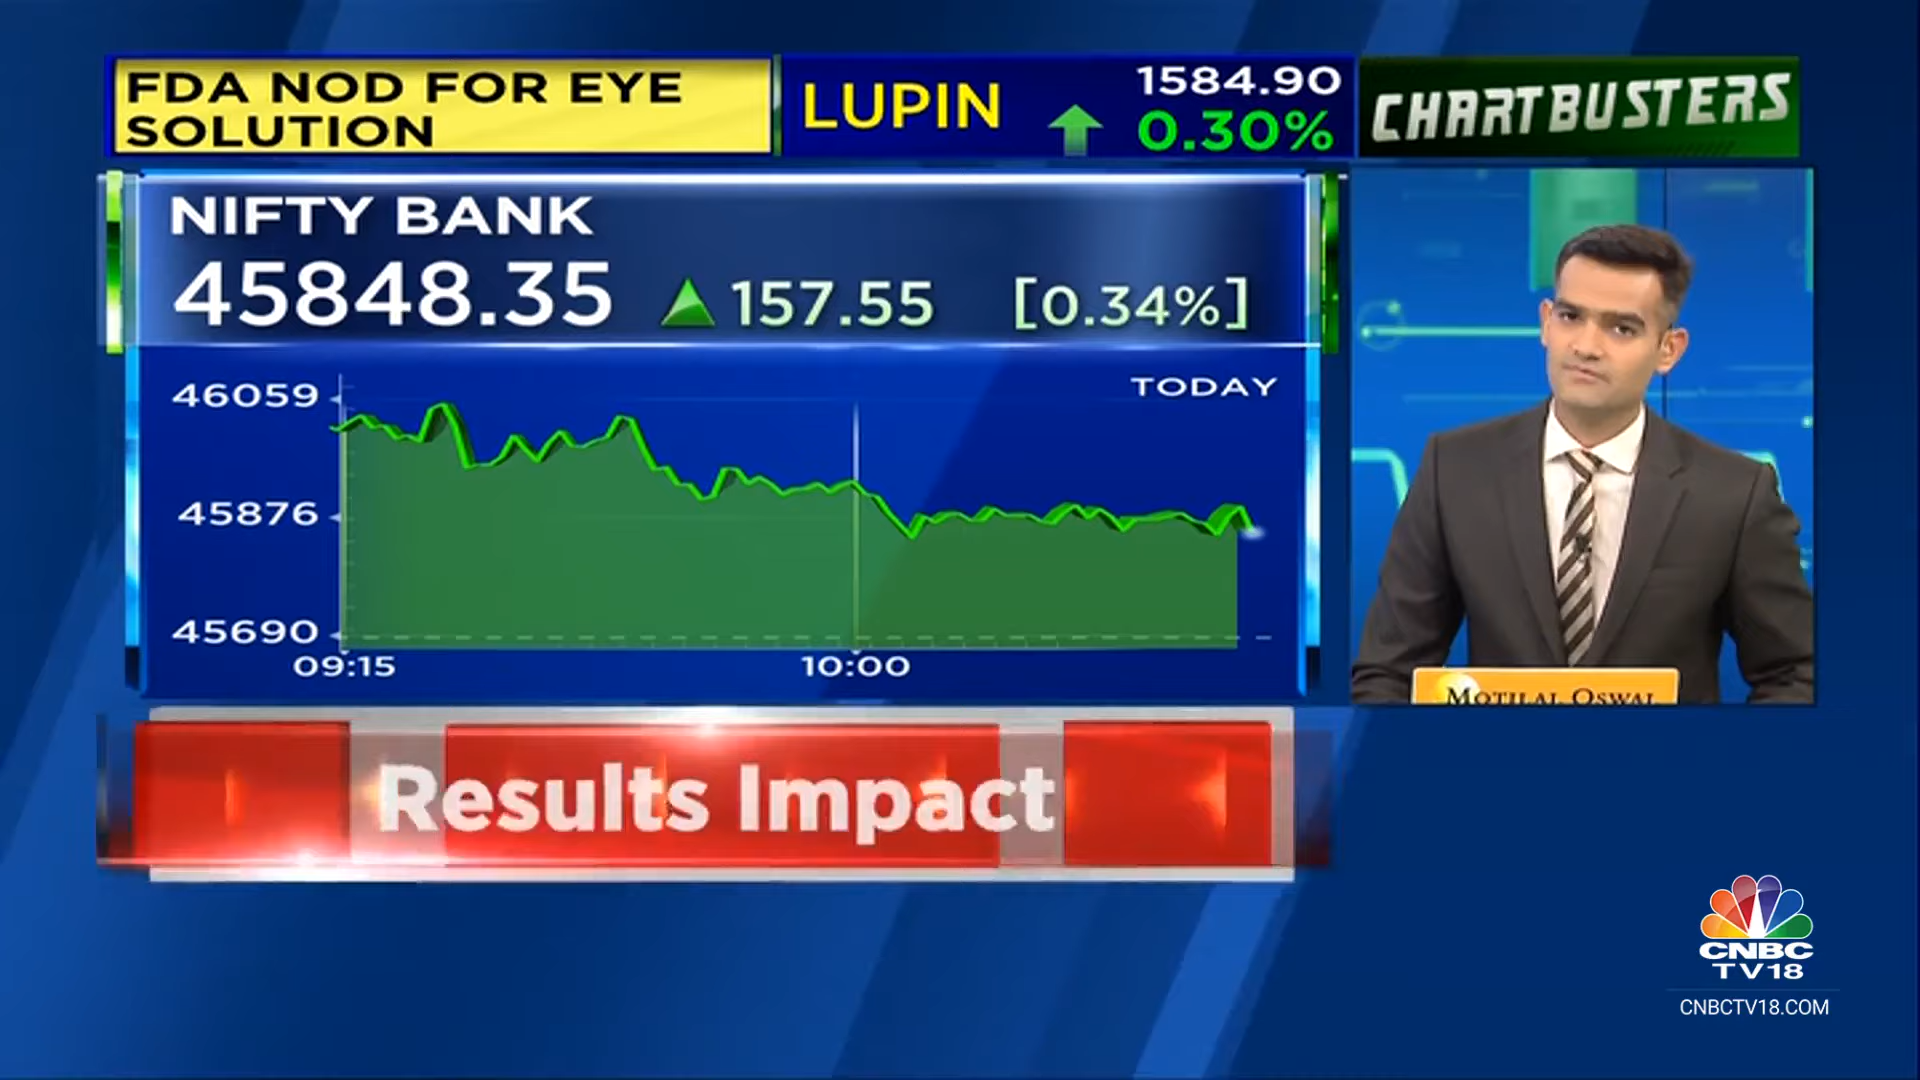 FDA NOD FOR EYE
SOLUTION
LUPIN
1584.90
0.30%
CHARTBUSTERS
NIFTY BANK
45848.35 157.55 [0.34%]
TODAY
46059
45876
45690
09:15 10:00
MOTILAL OSWAL
Results Impact
CNBC
TV18
CNBCTV18.COM